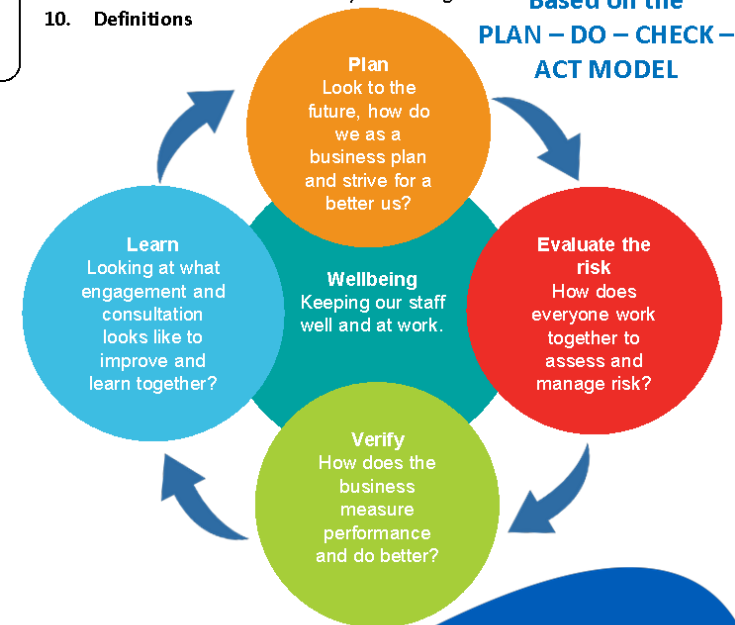 10. Definitions
Based on the
PLAN – DO – CHECK –
ACT MODEL
Plan
Look to the
future, how do
we as a
business plan
and strive for a
better us?
Learn
Looking at what
engagement and
consultation
looks like to
improve and
learn together?
Wellbeing
Keeping our staff
well and at work.
Evaluate the
risk
How does
everyone work
together to
assess and
manage risk?
Verify
How does the
business
measure
performance
and do better?